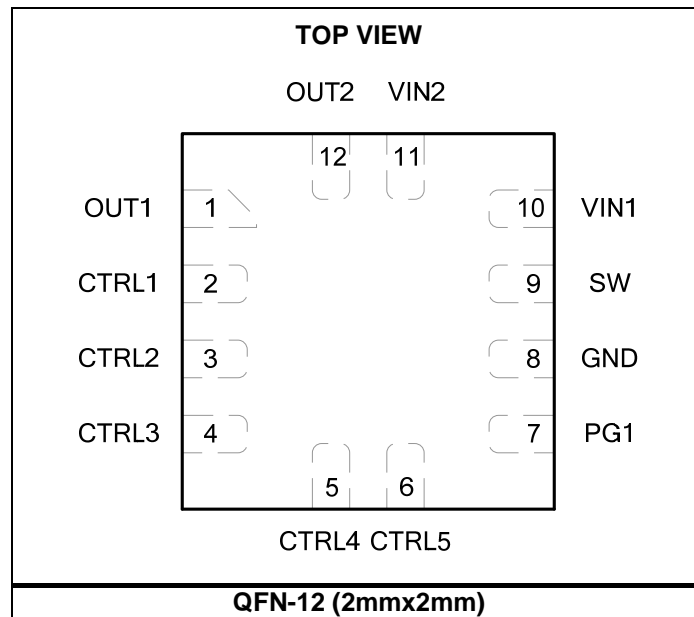 TOP VIEW
OUT2 VIN2
12 11
OUT1 1 10 VIN1
CTRL1 2 9 SW
CTRL2 3 8 GND
CTRL3 4 7 PG1
5 6
CTRL4 CTRL5
QFN-12 (2mmx2mm)